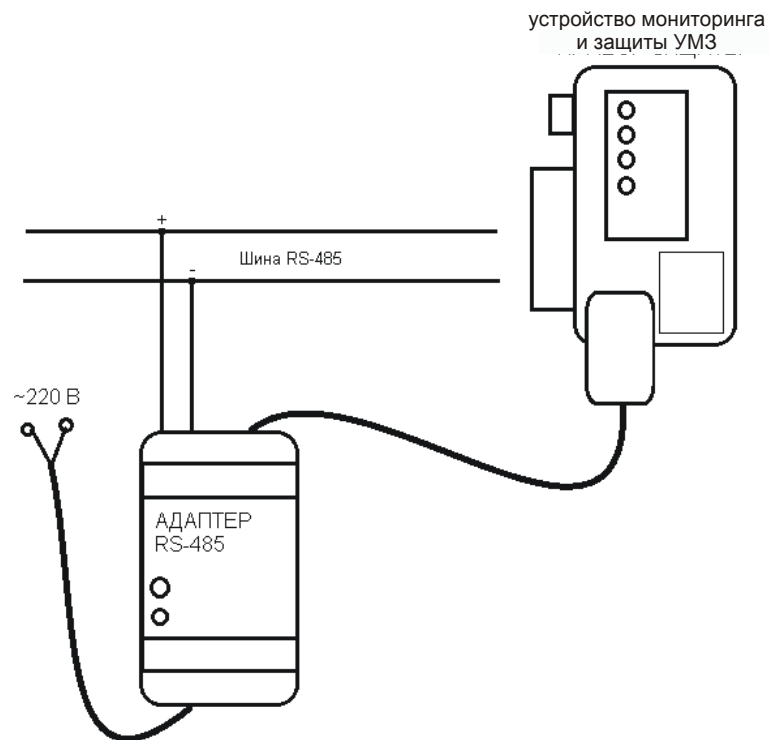 устройство мониторинга
и защиты УМЗ
+
Шина RS-485
-
~220 В
АДАПТЕР
RS-485